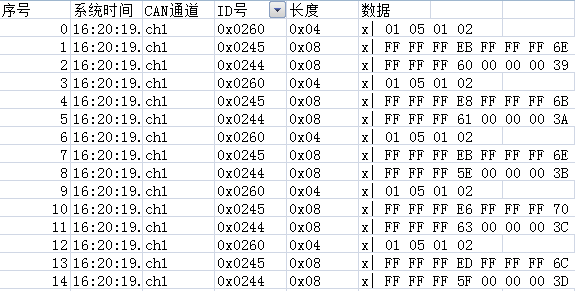 序号 系统时间 CAN通道 ID号 长度 数据
0 16:20:19. ch1 0x0260 0x04 x| 01 05 01 02
1 16:20:19. ch1 0x0245 0x08 x| FF FF FF EB FF FF FF 6E
2 16:20:19. ch1 0x0244 0x08 x| FF FF FF 60 00 00 00 39
3 16:20:19. ch1 0x0260 0x04 x| 01 05 01 02
4 16:20:19. ch1 0x0245 0x08 x| FF FF FF E8 FF FF FF 6B
5 16:20:19. ch1 0x0244 0x08 x| FF FF FF 61 00 00 00 3A
6 16:20:19. ch1 0x0260 0x04 x| 01 05 01 02
7 16:20:19. ch1 0x0245 0x08 x| FF FF FF EB FF FF FF 6E
8 16:20:19. ch1 0x0244 0x08 x| FF FF FF 5E 00 00 00 3B
9 16:20:19. ch1 0x0260 0x04 x| 01 05 01 02
10 16:20:19. ch1 0x0245 0x08 x| FF FF FF E6 FF FF FF 70
11 16:20:19. ch1 0x0244 0x08 x| FF FF FF 63 00 00 00 3C
12 16:20:19. ch1 0x0260 0x04 x| 01 05 01 02
13 16:20:19. ch1 0x0245 0x08 x| FF FF FF ED FF FF FF 6C
14 16:20:19. ch1 0x0244 0x08 x| FF FF FF 5F 00 00 00 3D